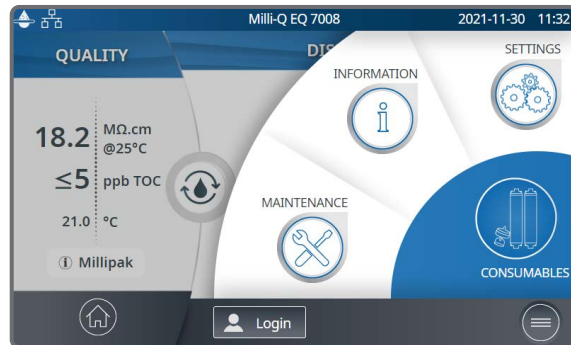 Milli-Q EQ 7008
2021-11-30 11:32
QUALITY
DIS
SETTINGS
INFORMATION
18.2 MΩ.cm
@25°C
≤5 ppb TOC
MAINTENANCE
21.0 °C
i Millipak
CONSUMABLES
Login